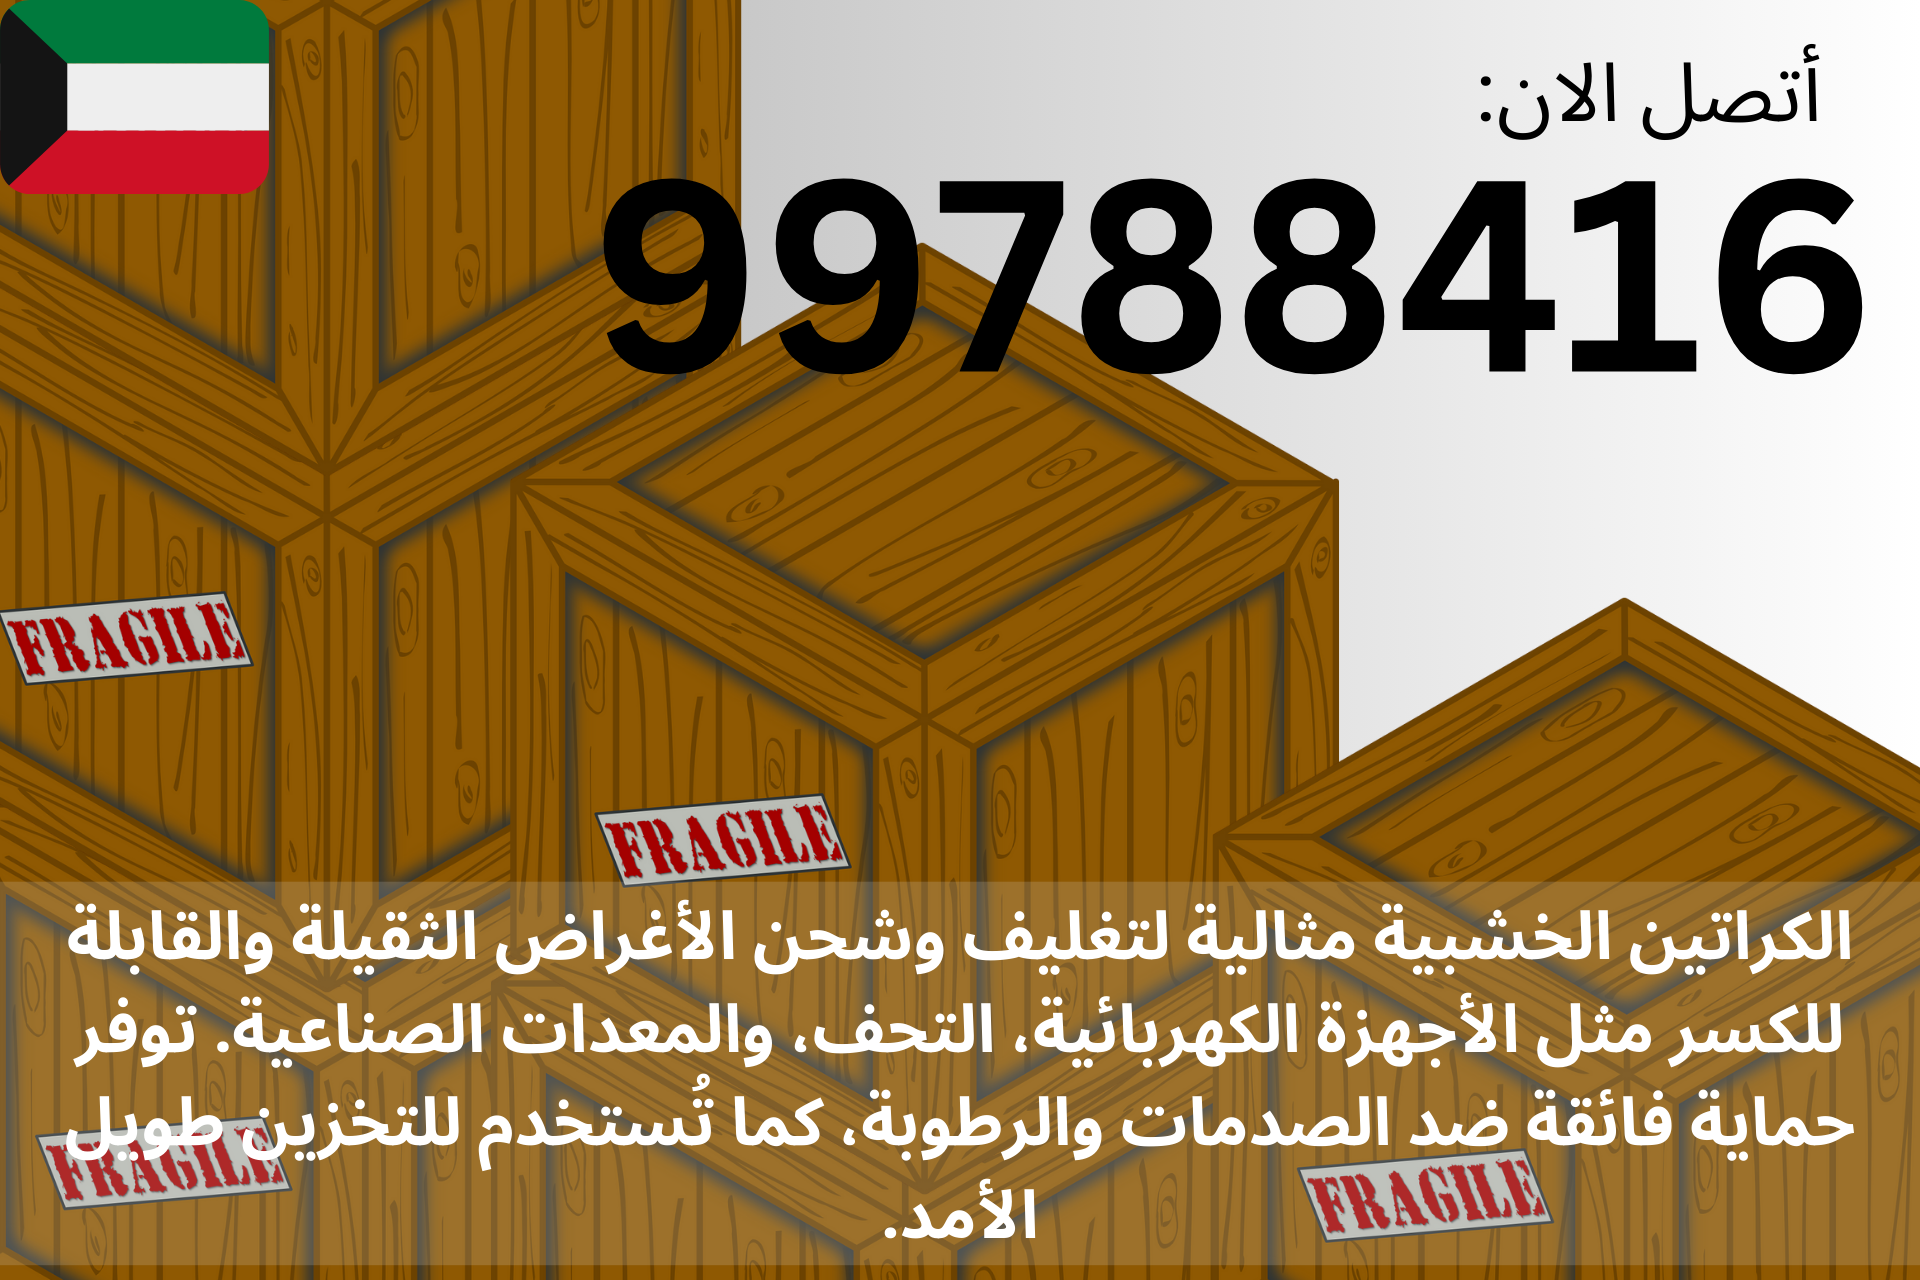 أتصل الان:
99788416
FRAGILE
FRAGILE
الكراتين الخشبية مثالية لتغليف وشحن الأغراض الثقيلة والقابلة
للكسر مثل الأجهزة الكهربائية، التحف، والمعدات الصناعية. توفر
حماية فائقة ضد الصدمات والرطوبة، كما تُستخدم للتخزين طويل
الأمد.
FRAGILE
FRAGILE